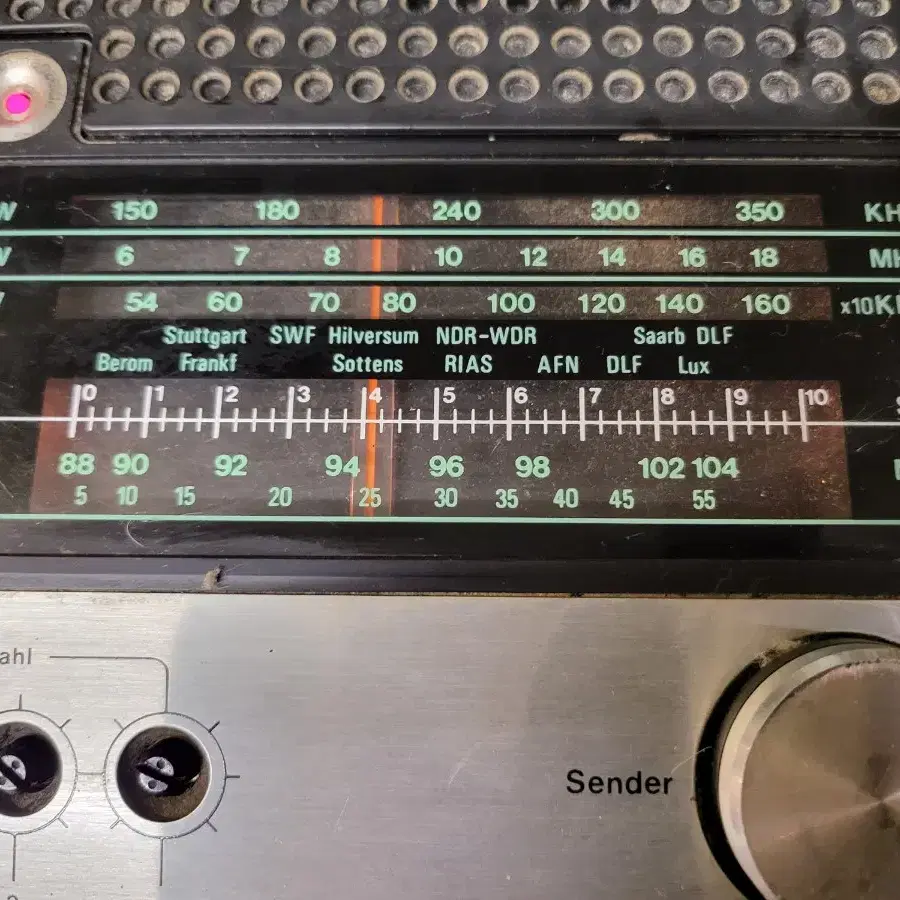 W 150 180 240 300 350 KH
6 7 8 10 12 14 16 18 MH
54 60 70 80 100 120 140 160 x10K
Stuttgart SWF Hilversum NDR-WDR Saarb DLF
Berom Frankf Sottens RIAS AFN DLF Lux
0 1 2 3 4 5 6 7 8 9 10 S
88 90 92 94 96 98 102 104
5 10 15 20 25 30 35 40 45 55
ahl
Sender